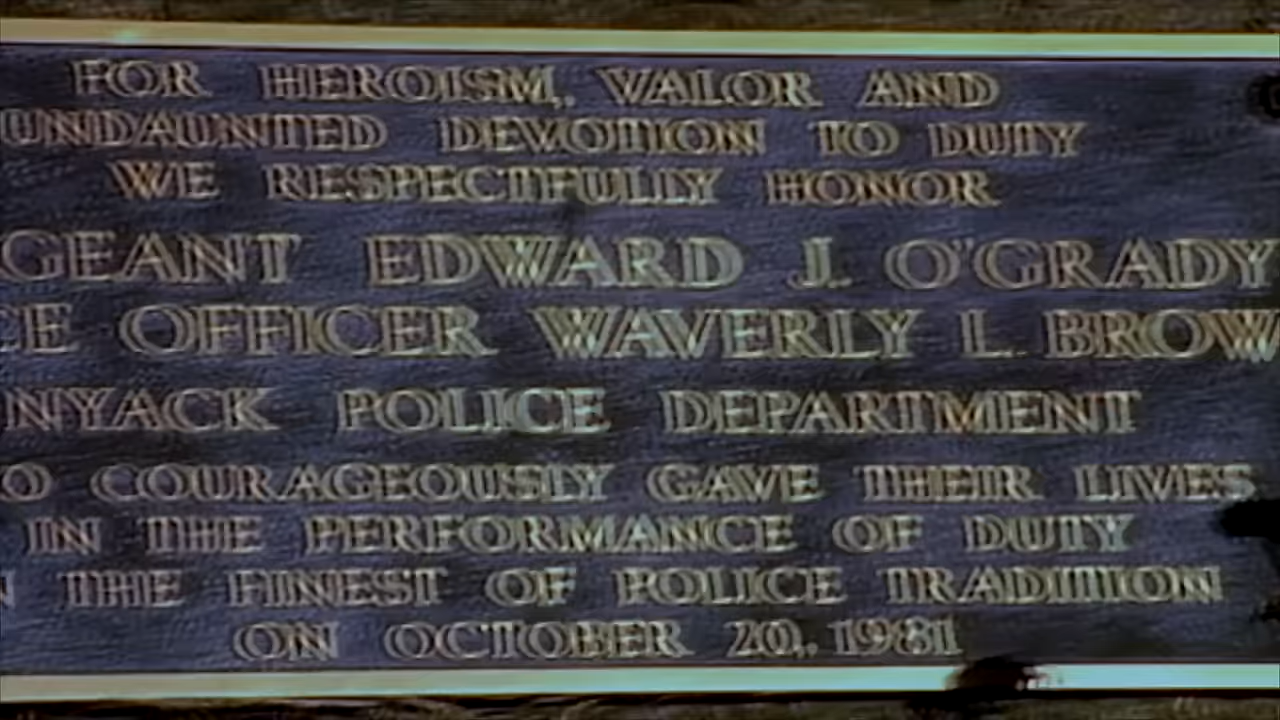 FOR HEROISM, VALOR AND
UNDAUNTED DEVOTION TO DUTY
WE RESPECTFULLY HONOR
GEANT EDWARD J. O'GRADY
CE OFFICER WAVERLY L. BROW
NYACK POLICE DEPARTMENT
O COURAGEOUSLY GAVE THEIR LIVES
IN THE PERFORMANCE OF DUTY
N THE FINEST OF POLICE TRADITION
ON OCTOBER 20, 1981